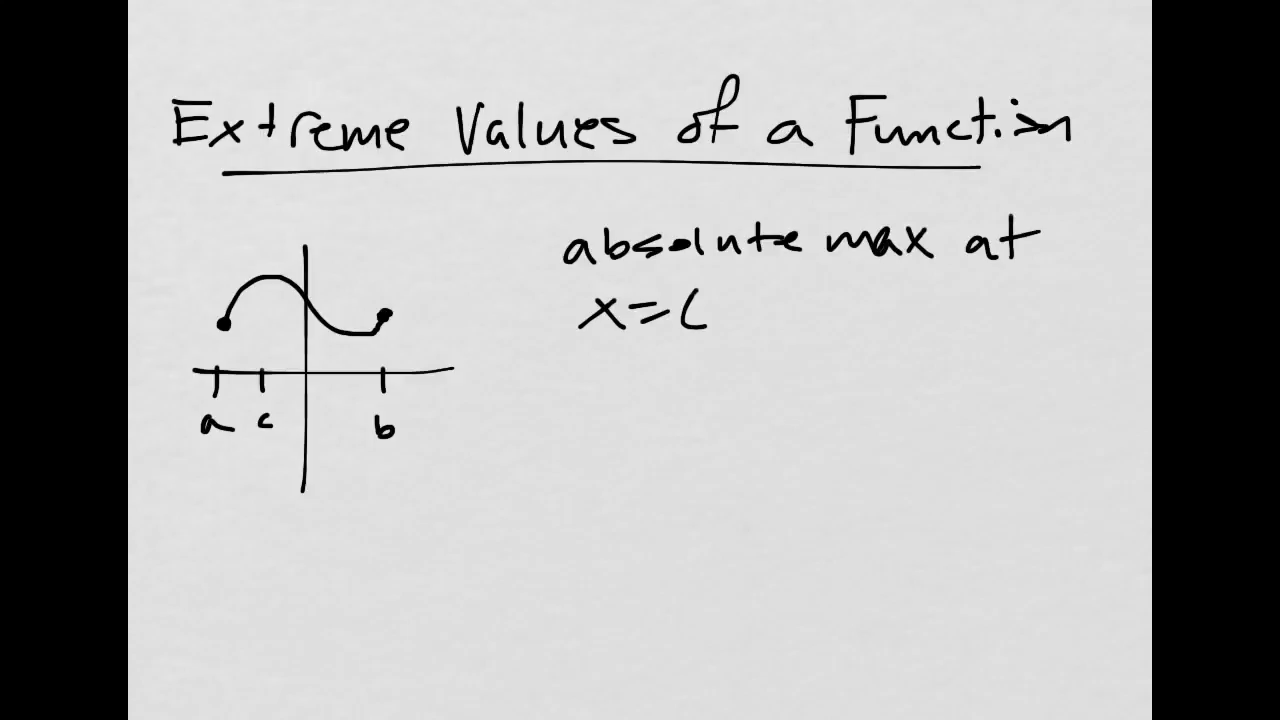 Extreme Values of a Function
absolute max at
x=c
a c b